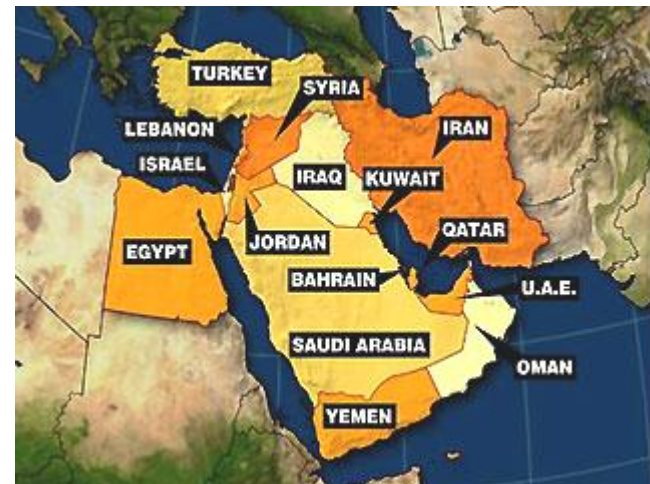 TURKEY
SYRIA
LEBANON
IRAN
ISRAEL
IRAQ
KUWAIT
QATAR
EGYPT
JORDAN
BAHRAIN
U.A.E.
SAUDI ARABIA
OMAN
YEMEN